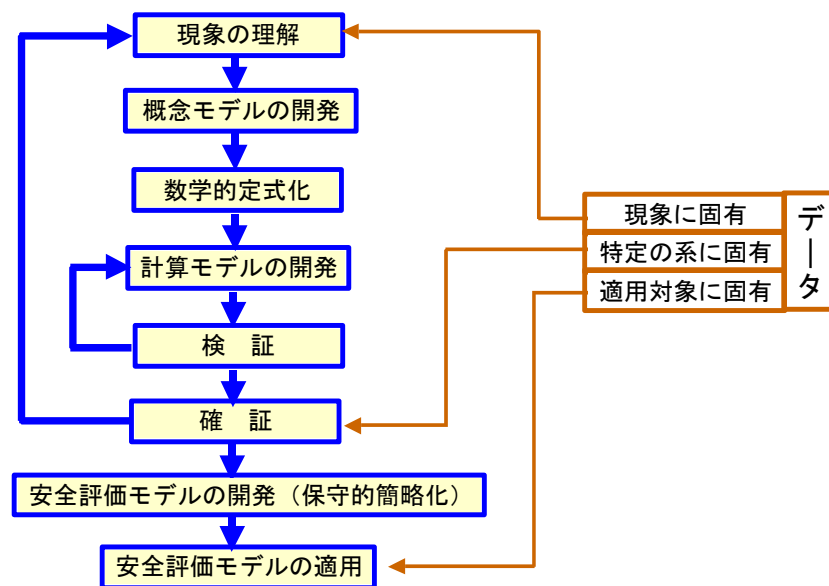 現象の理解
概念モデルの開発
数学的定式化
計算モデルの開発
検　証
確　証
安全評価モデルの開発（保守的簡略化）
安全評価モデルの適用
現象に固有
特定の系に固有
適用対象に固有
データ